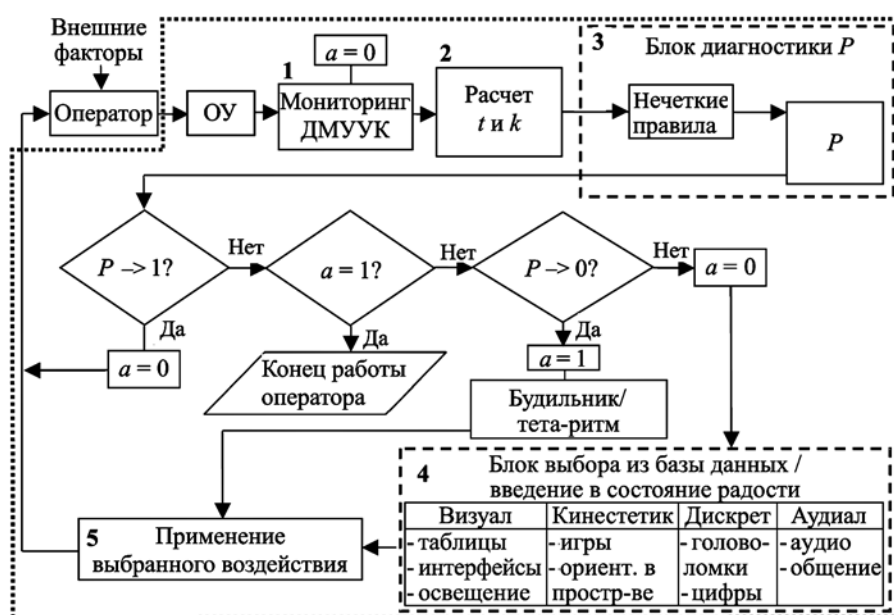 Внешние
факторы
Оператор
ОУ
1
a = 0
Мониторинг
ДМУУК
2
Расчет
t и k
3
Блок диагностики P
Нечеткие
правила
P
P –> 1?
Нет
a = 1?
Нет
P –> 0?
Нет
a = 0
Да
a = 0
Да
Конец работы
оператора
Да
a = 1
Будильник/
тета-ритм
4
Блок выбора из базы данных /
введение в состояние радости
Визуал
- таблицы
- интерфейсы
- освещение
Кинестетик
- игры
- ориент. в
простр-ве
Дискрет
- голово-
ломки
- цифры
Аудиал
- аудио
- общение
5
Применение
выбранного воздействия